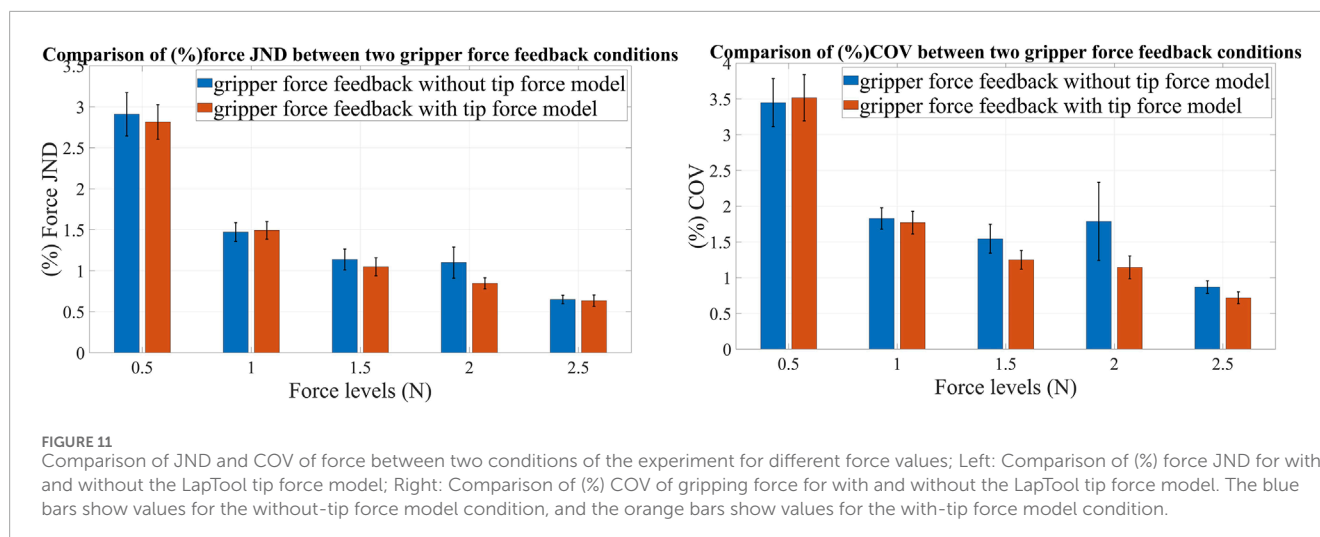 Comparison of (%)force JND between two gripper force feedback conditions
3.5
3
2.5
2
1.5
1
0.5
0
(%) Force JND
gripper force feedback without tip force model
gripper force feedback with tip force model
0.5 1 1.5 2 2.5
Force levels (N)
Comparison of (%)COV between two gripper force feedback conditions
4
3.5
3
2.5
2
1.5
1
0.5
0
(%) COV
gripper force feedback without tip force model
gripper force feedback with tip force model
0.5 1 1.5 2 2.5
Force levels (N)
FIGURE 11
Comparison of JND and COV of force between two conditions of the experiment for different force values; Left: Comparison of (%) force JND for with
and without the LapTool tip force model; Right: Comparison of (%) COV of gripping force for with and without the LapTool tip force model. The blue
bars show values for the without-tip force model condition, and the orange bars show values for the with-tip force model condition.